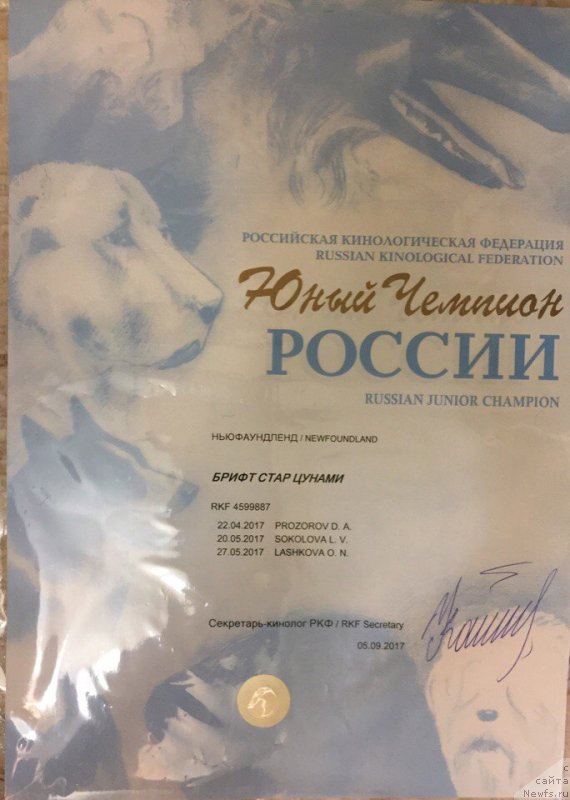 РОССИЙСКАЯ КИНОЛОГИЧЕСКАЯ ФЕДЕРАЦИЯ
RUSSIAN KINOLOGICAL FEDERATION
Юный Чемпион
РОССИИ
RUSSIAN JUNIOR CHAMPION
НЬЮФАУНДЛЕНД / NEWFOUNDLAND
БРИФТ СТАР ЦУНАМИ
RKF 4599887
22.04.2017 PROZOROV D. A.
20.05.2017 SOKOLOVA L. V.
27.05.2017 LASHKOVA O. N.
Секретарь-кинолог РКФ / RKF Secretary
05.09.2017
с
сайта
Newfs.ru